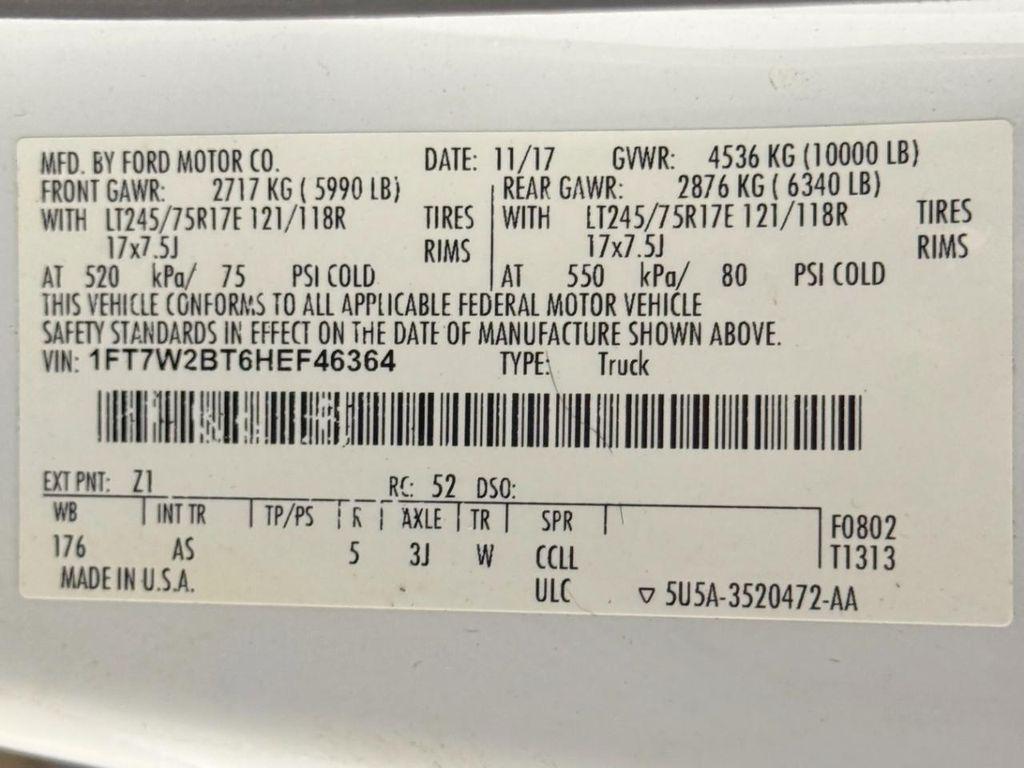 MFD. BY FORD MOTOR CO. DATE: 11/17 GVWR: 4536 KG (10000 LB)
FRONT GAWR: 2717 KG ( 5990 LB) REAR GAWR: 2876 KG ( 6340 LB)
WITH LT245/75R17E 121/118R TIRES WITH LT245/75R17E 121/118R TIRES
17x7.5J RIMS 17x7.5J RIMS
AT 520 kPa/ 75 PSI COLD AT 550 kPa/ 80 PSI COLD
THIS VEHICLE CONFORMS TO ALL APPLICABLE FEDERAL MOTOR VEHICLE
SAFETY STANDARDS IN EFFECT ON THE DATE OF MANUFACTURE SHOWN ABOVE.
VIN: 1FT7W2BT6HEF46364 TYPE: Truck
EXT PNT: Z1 RC: 52 DSO:
WB INT TR TP/PS R AXLE TR SPR F0802
176 AS 5 3J W CCLL T1313
MADE IN U.S.A. ULC ▽ 5U5A-3520472-AA